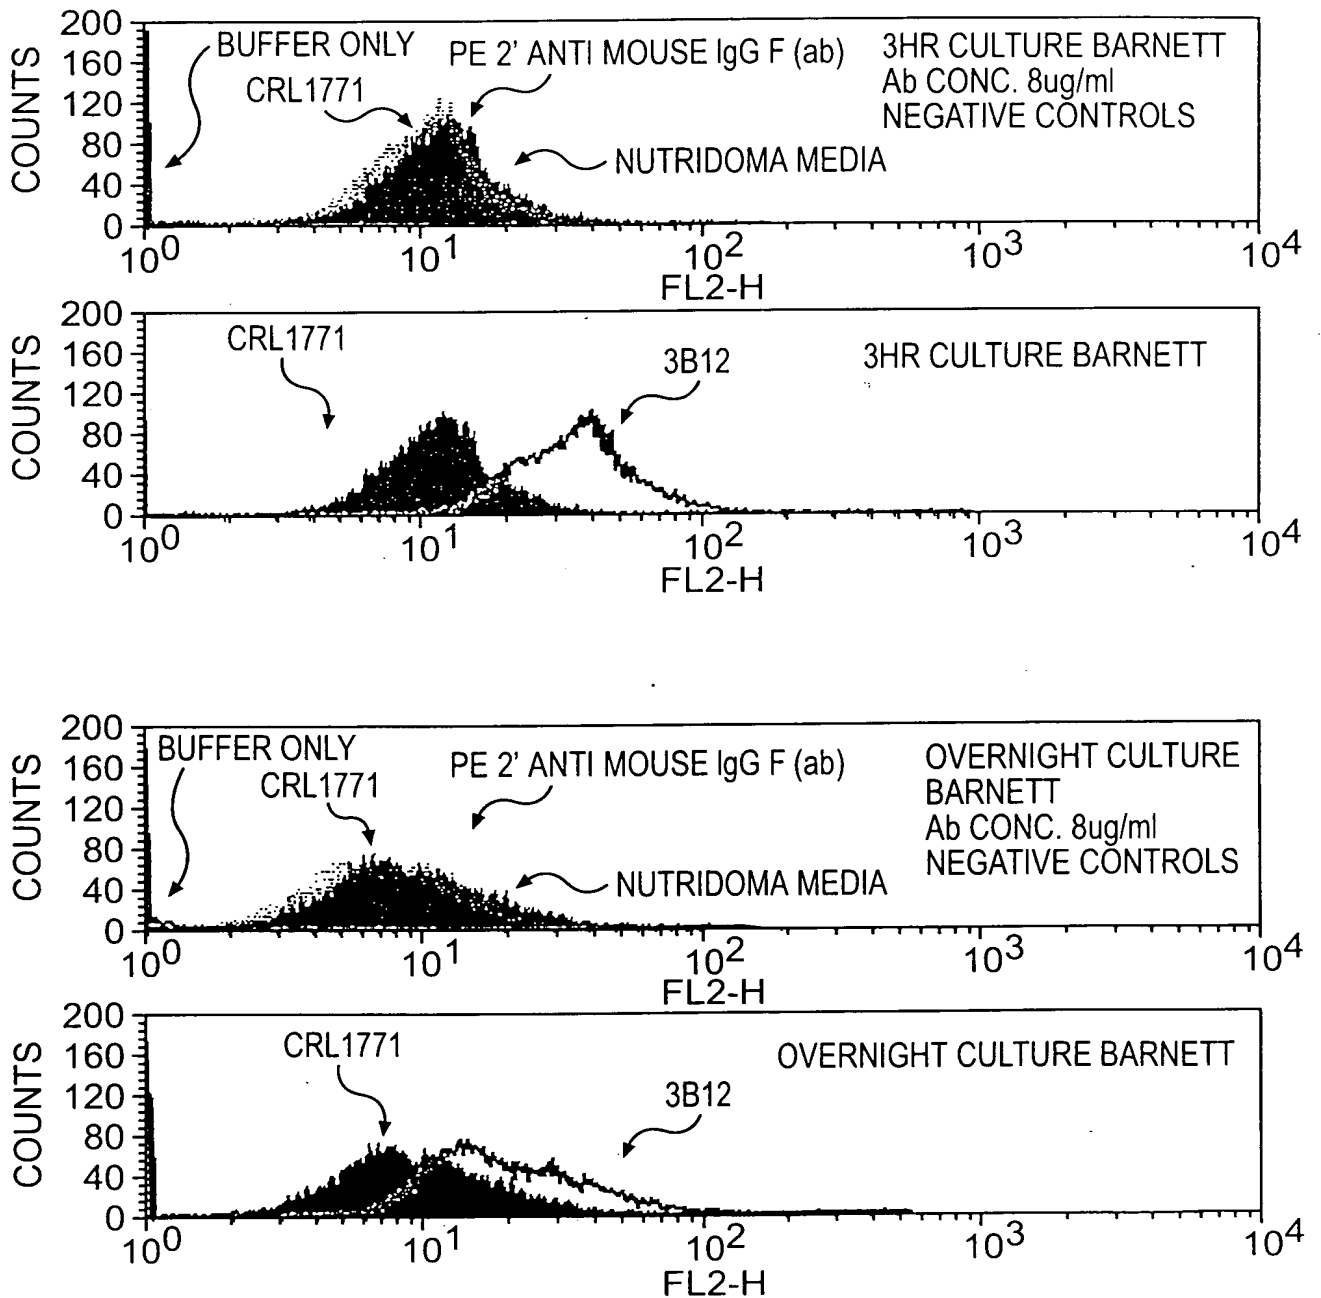 200
160
120
80
40
0
COUNTS
BUFFER ONLY
CRL1771
PE 2' ANTI MOUSE IgG F (ab)
NUTRIDOMA MEDIA
3HR CULTURE BARNETT
Ab CONC. 8ug/ml
NEGATIVE CONTROLS
10^0 10^1 10^2 10^3 10^4
FL2-H
200
160
120
80
40
0
COUNTS
CRL1771
3B12
3HR CULTURE BARNETT
10^0 10^1 10^2 10^3 10^4
FL2-H
200
160
120
80
40
0
COUNTS
BUFFER ONLY
CRL1771
PE 2' ANTI MOUSE IgG F (ab)
NUTRIDOMA MEDIA
OVERNIGHT CULTURE
BARNETT
Ab CONC. 8ug/ml
NEGATIVE CONTROLS
10^0 10^1 10^2 10^3 10^4
FL2-H
200
160
120
80
40
0
COUNTS
CRL1771
3B12
OVERNIGHT CULTURE BARNETT
10^0 10^1 10^2 10^3 10^4
FL2-H